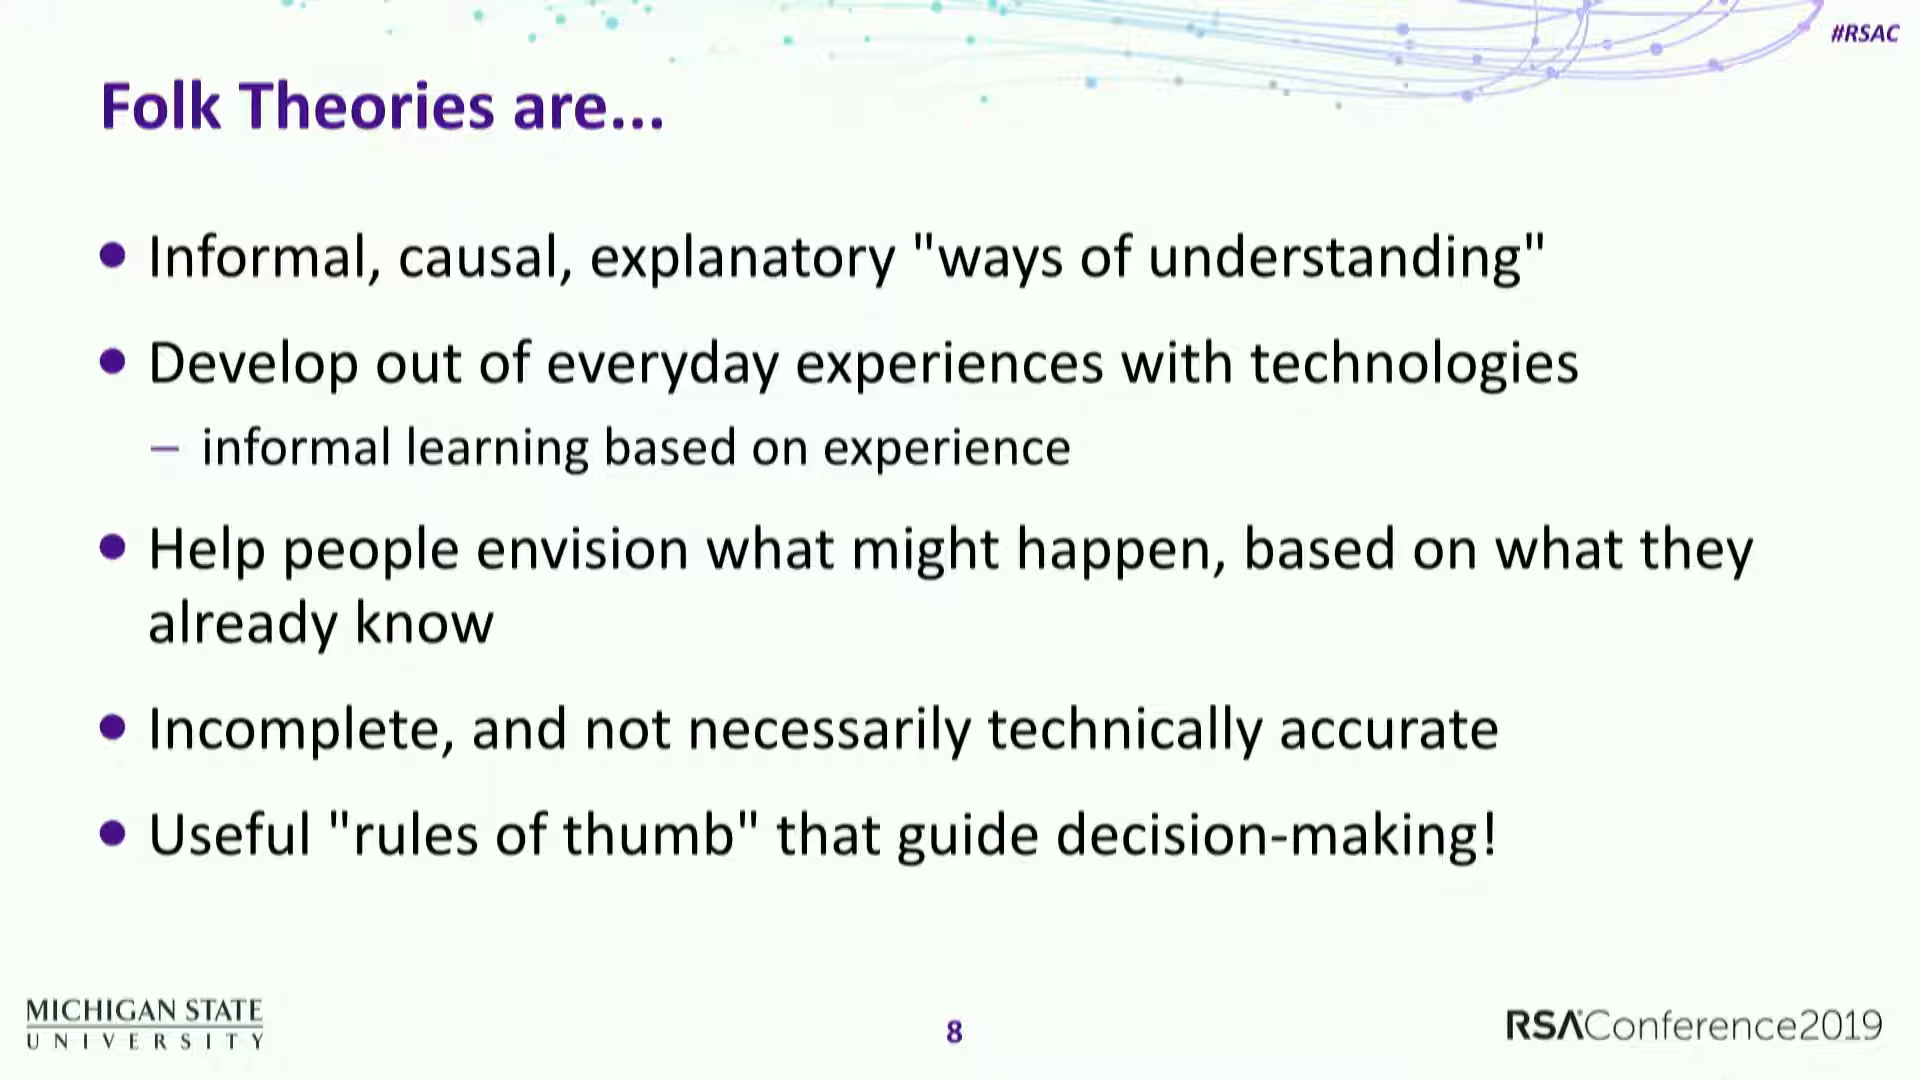 #RSAC
Folk Theories are...
• Informal, causal, explanatory "ways of understanding"
• Develop out of everyday experiences with technologies
– informal learning based on experience
• Help people envision what might happen, based on what they
already know
• Incomplete, and not necessarily technically accurate
• Useful "rules of thumb" that guide decision-making!
MICHIGAN STATE
UNIVERSITY
8
RSAConference2019